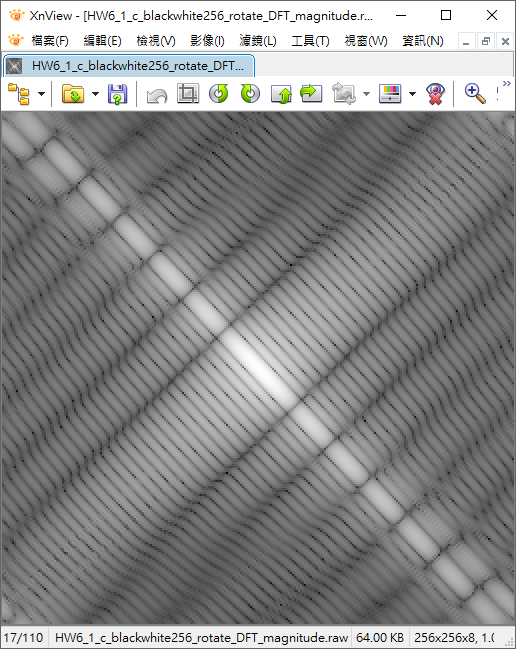 XnView - [HW6_1_c_blackwhite256_rotate_DFT_magnitude.r...
檔案(F) 編輯(E) 檢視(V) 影像(I) 濾鏡(L) 工具(T) 視窗(W) 資訊(N)
HW6_1_c_blackwhite256_rotate_DFT...
17/110 HW6_1_c_blackwhite256_rotate_DFT_magnitude.raw 64.00 KB 256x256x8, 1.0